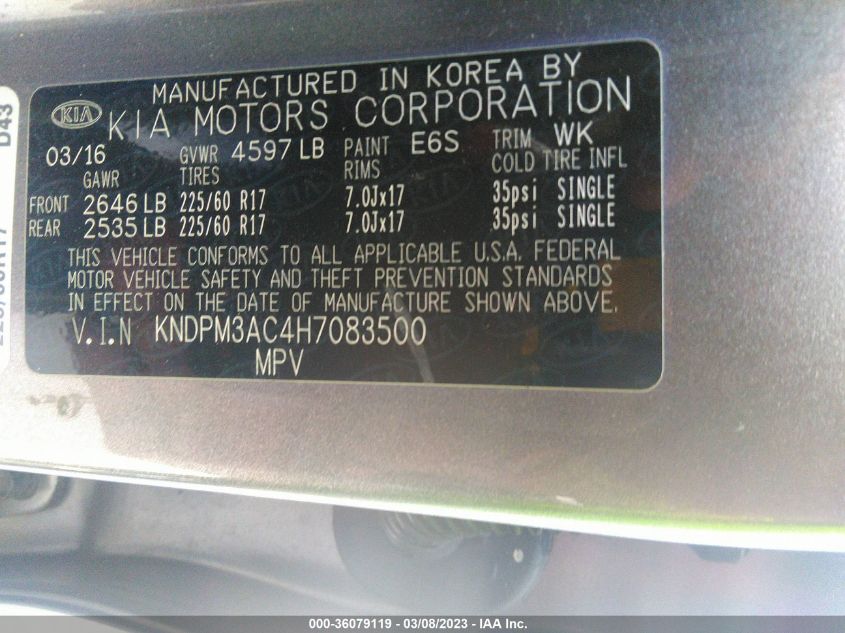 MANUFACTURED IN KOREA BY
KIA KIA MOTORS CORPORATION
03/16 GVWR 4597 LB PAINT E6S TRIM WK
GAWR TIRES RIMS COLD TIRE INFL
FRONT 2646 LB 225/60 R17 7.0Jx17 35psi SINGLE
REAR 2535 LB 225/60 R17 7.0Jx17 35psi SINGLE
THIS VEHICLE CONFORMS TO ALL APPLICABLE U.S.A. FEDERAL
MOTOR VEHICLE SAFETY AND THEFT PREVENTION STANDARDS
IN EFFECT ON THE DATE OF MANUFACTURE SHOWN ABOVE.
V.I.N KNDPM3AC4H7083500
MPV
D43
000-36079119 - 03/08/2023 - IAA Inc.